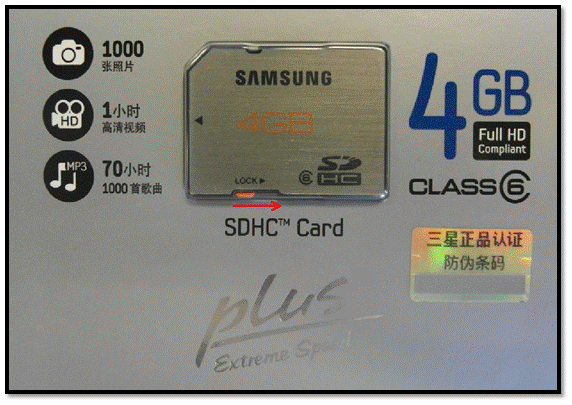 1000
张照片
1小时
高清视频
HD
70小时
1000 首歌曲
MP3
SAMSUNG
4GB
LOCK ▶
6
SD
HC
SDHC™ Card
4GB
Full HD
Compliant
CLASS 6
三星正品认证
防伪条码
plus
Extreme Speed